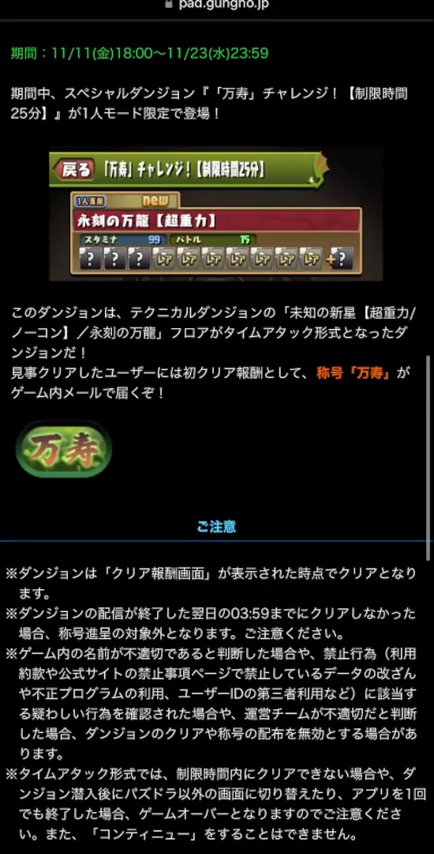 pad.gungho.jp
期間：11/11(金)18:00～11/23(水)23:59
期間中、スペシャルダンジョン『「万寿」チャレンジ！【制限時間
25分】』が1人モード限定で登場！
戻る 「万寿」チャレンジ！【制限時間25分】
1人専用 new
永刻の万龍【超重力】
スタミナ 99 バトル 15
? ? ? レア レア レア レア レア レア レア +?
このダンジョンは、テクニカルダンジョンの「未知の新星【超重力/
ノーコン】／永刻の万龍」フロアがタイムアタック形式となったダ
ンジョンだ！
見事クリアしたユーザーには初クリア報酬として、称号「万寿」が
ゲーム内メールで届くぞ！
万寿
ご注意
※ダンジョンは「クリア報酬画面」が表示された時点でクリアとなり
ます。
※ダンジョンの配信が終了した翌日の03:59までにクリアしなかった
場合、称号進呈の対象外となります。ご注意ください。
※ゲーム内の名前が不適切であると判断した場合や、禁止行為（利用
約款や公式サイトの禁止事項ページで禁止しているデータの改ざん
や不正プログラムの利用、ユーザーIDの第三者利用など）に該当す
る疑わしい行為を確認された場合や、運営チームが不適切だと判断
した場合、ダンジョンのクリアや称号の配布を無効とする場合があ
ります。
※タイムアタック形式では、制限時間内にクリアできない場合や、ダ
ンジョン潜入後にパズドラ以外の画面に切り替えたり、アプリを1回
でも終了した場合、ゲームオーバーとなりますのでご注意くださ
い。また、「コンティニュー」をすることはできません。